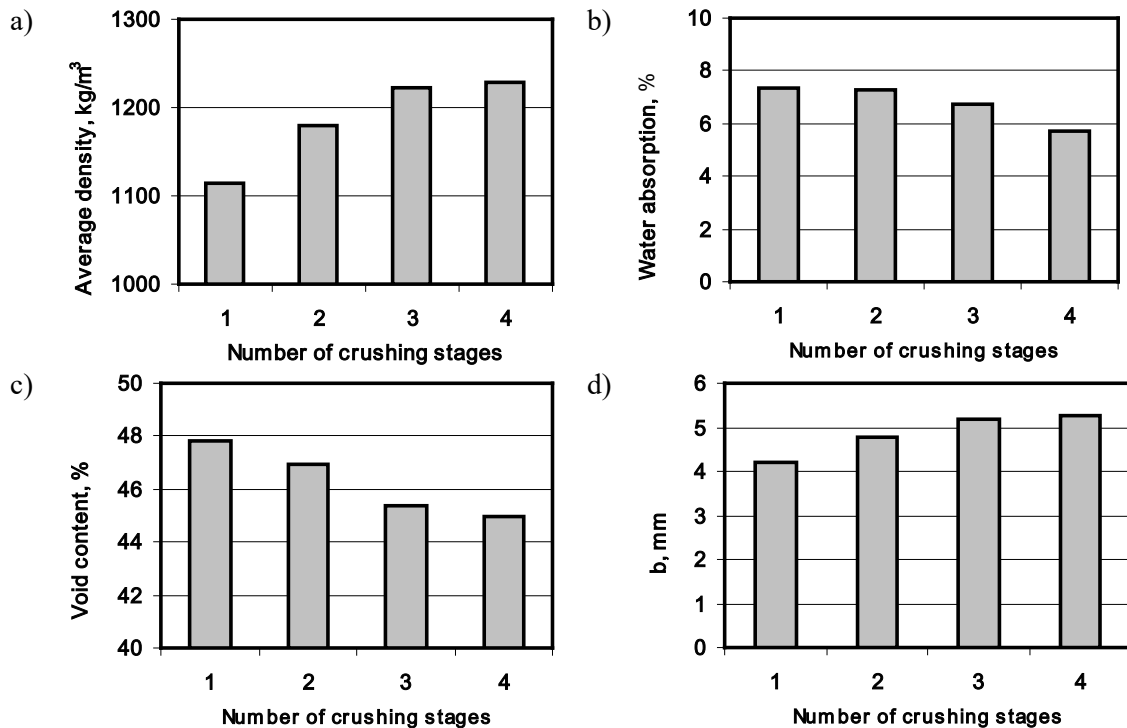 a)
Average density, kg/m³
1300
1200
1100
1000
1 2 3 4
Number of crushing stages
b)
Water absorption, %
10
8
6
4
2
0
1 2 3 4
Number of crushing stages
c)
Void content, %
50
48
46
44
42
40
1 2 3 4
Number of crushing stages
d)
b, mm
6
5
4
3
2
1
0
1 2 3 4
Number of crushing stages